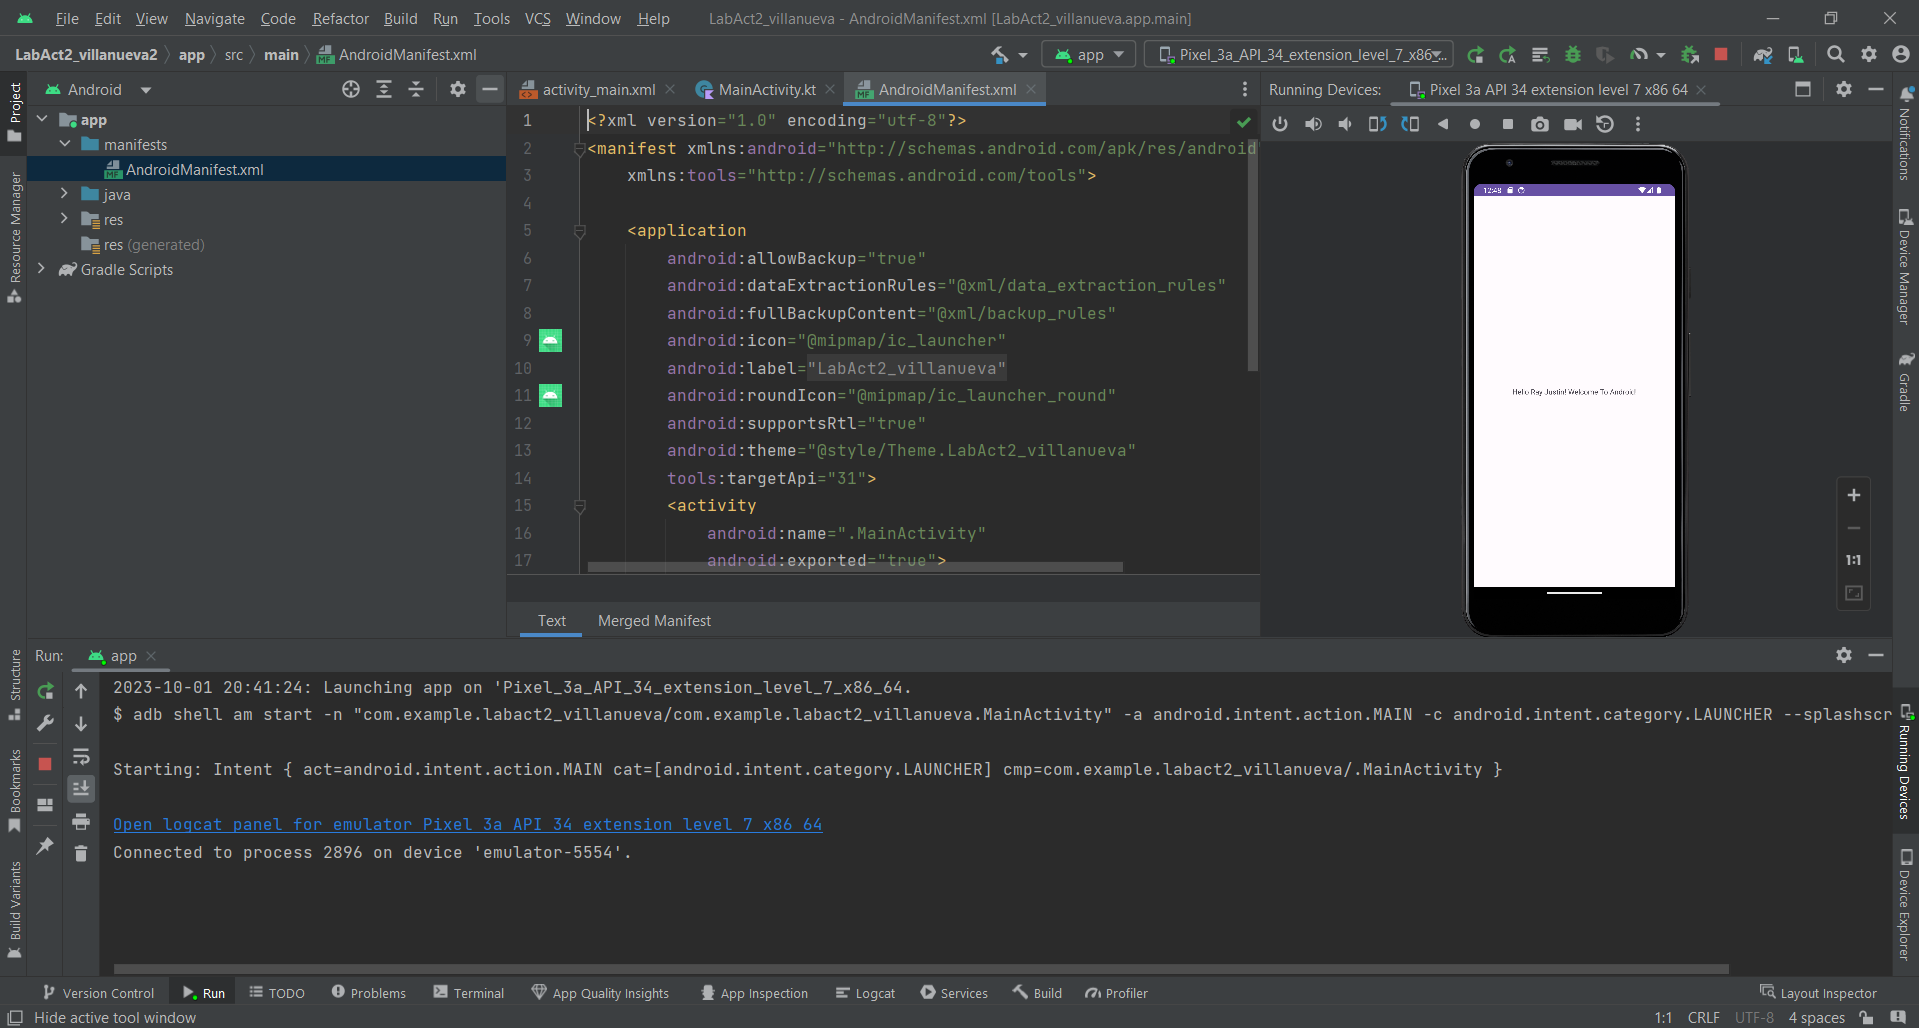 File Edit View Navigate Code Refactor Build Run Tools VCS Window Help LabAct2_villanueva - AndroidManifest.xml [LabAct2_villanueva.app.main]
LabAct2_villanueva2 app src main AndroidManifest.xml app Pixel_3a_API_34_extension_level_7_x86
Project
Resource Manager
Structure
Bookmarks
Build Variants
Android
app
manifests
AndroidManifest.xml
java
res
res (generated)
Gradle Scripts
activity_main.xml MainActivity.kt AndroidManifest.xml
1 <?xml version="1.0" encoding="utf-8"?>
2 <manifest xmlns:android="http://schemas.android.com/apk/res/android
3 xmlns:tools="http://schemas.android.com/tools">
4
5 <application
6 android:allowBackup="true"
7 android:dataExtractionRules="@xml/data_extraction_rules"
8 android:fullBackupContent="@xml/backup_rules"
9 android:icon="@mipmap/ic_launcher"
10 android:label="LabAct2_villanueva"
11 android:roundIcon="@mipmap/ic_launcher_round"
12 android:supportsRtl="true"
13 android:theme="@style/Theme.LabAct2_villanueva"
14 tools:targetApi="31">
15 <activity
16 android:name=".MainActivity"
17 android:exported="true">
Text Merged Manifest
Running Devices: Pixel 3a API 34 extension level 7 x86 64
12:48
Hello Ray Justin! Welcome To Android!
1:1
Notifications
Device Manager
Gradle
Running Devices
Device Explorer
Run: app
2023-10-01 20:41:24: Launching app on 'Pixel_3a_API_34_extension_level_7_x86_64.
$ adb shell am start -n "com.example.labact2_villanueva/com.example.labact2_villanueva.MainActivity" -a android.intent.action.MAIN -c android.intent.category.LAUNCHER --splashscr
Starting: Intent { act=android.intent.action.MAIN cat=[android.intent.category.LAUNCHER] cmp=com.example.labact2_villanueva/.MainActivity }
Open logcat panel for emulator Pixel 3a API 34 extension level 7 x86 64
Connected to process 2896 on device 'emulator-5554'.
Version Control Run TODO Problems Terminal App Quality Insights App Inspection Logcat Services Build Profiler Layout Inspector
Hide active tool window 1:1 CRLF UTF-8 4 spaces